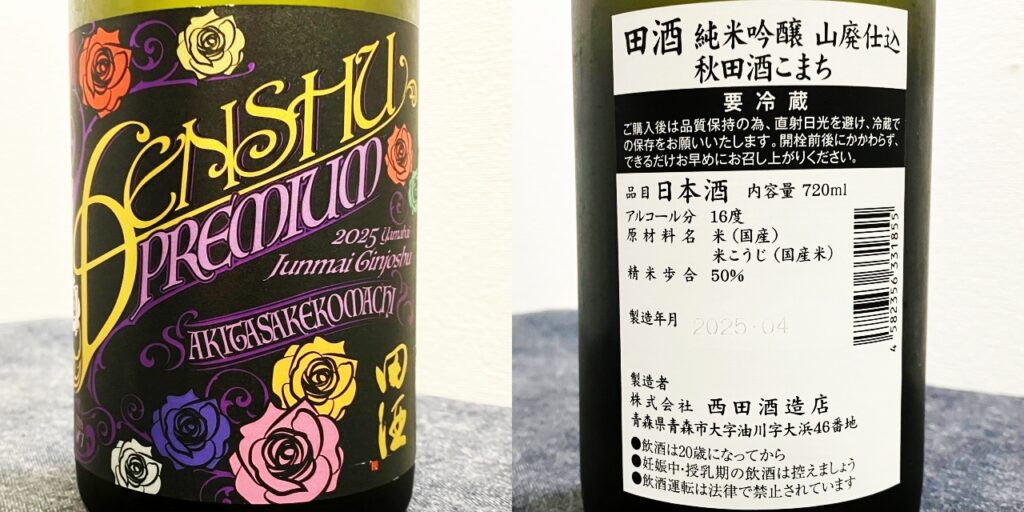 DENSHU
PREMIUM
2025 Yamahai
Junmai Ginjoshu
AKITASAKEKOMACHI
田酒
田酒 純米吟醸 山廃仕込
秋田酒こまち
要冷蔵
ご購入後は品質保持の為、直射日光を避け、冷蔵で
の保存をお願いいたします。開栓前後にかかわらず、
できるだけお早めにお召し上がりください。
品目 日本酒 内容量 720ml
アルコール分 16度
原材料名 米(国産)
米こうじ(国産米)
精米歩合 50%
製造年月 2025・04
4 582356 331855
製造者
株式会社 西田酒造店
青森県青森市大字油川字大浜46番地
●飲酒は20歳になってから
●妊娠中・授乳期の飲酒は控えましょう
●飲酒運転は法律で禁止されています